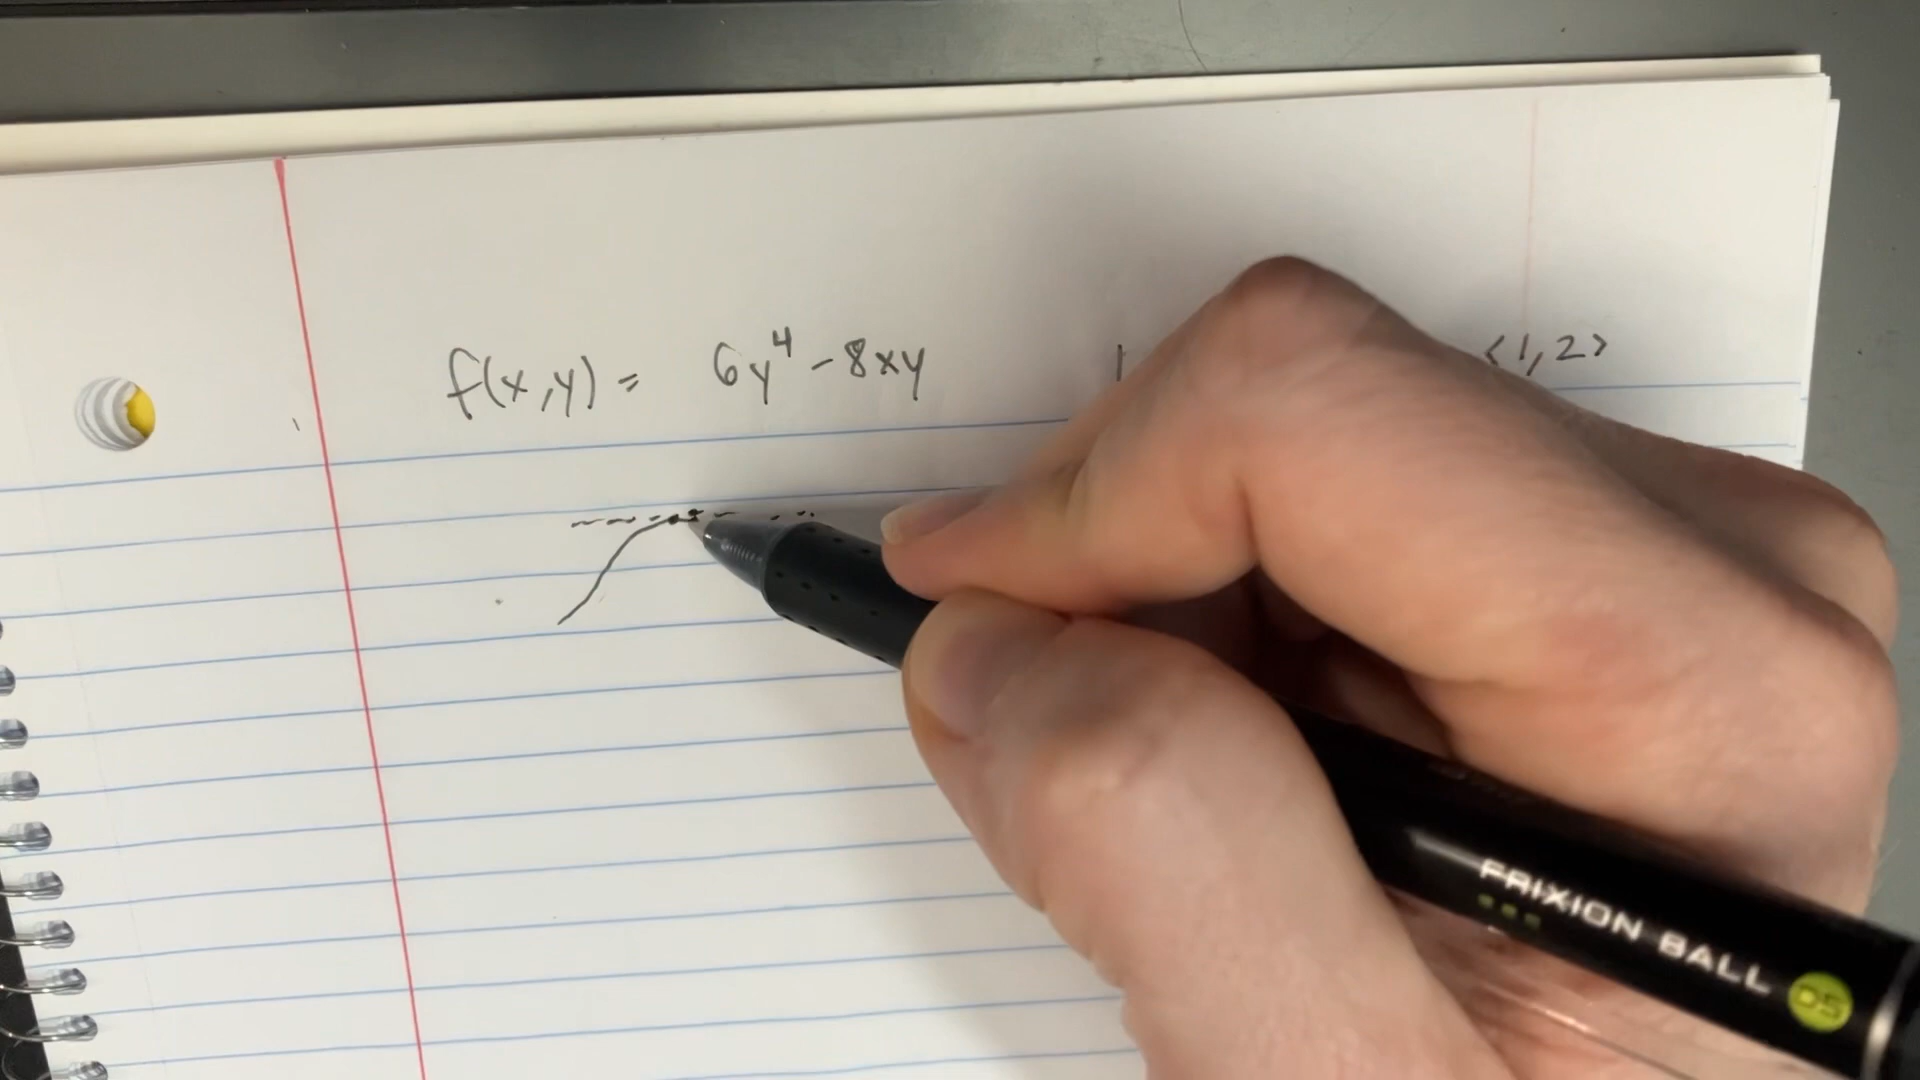 f(x,y) = 6y⁴ - 8xy <1,2>
FRIXION BALL 05